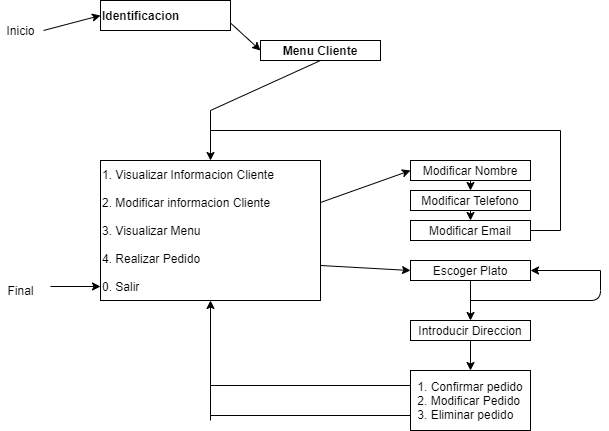 Identificacion
Inicio
Menu Cliente
1. Visualizar Informacion Cliente
2. Modificar informacion Cliente
3. Visualizar Menu
4. Realizar Pedido
0. Salir
Final
Modificar Nombre
Modificar Telefono
Modificar Email
Escoger Plato
Introducir Direccion
1. Confirmar pedido
2. Modificar Pedido
3. Eliminar pedido